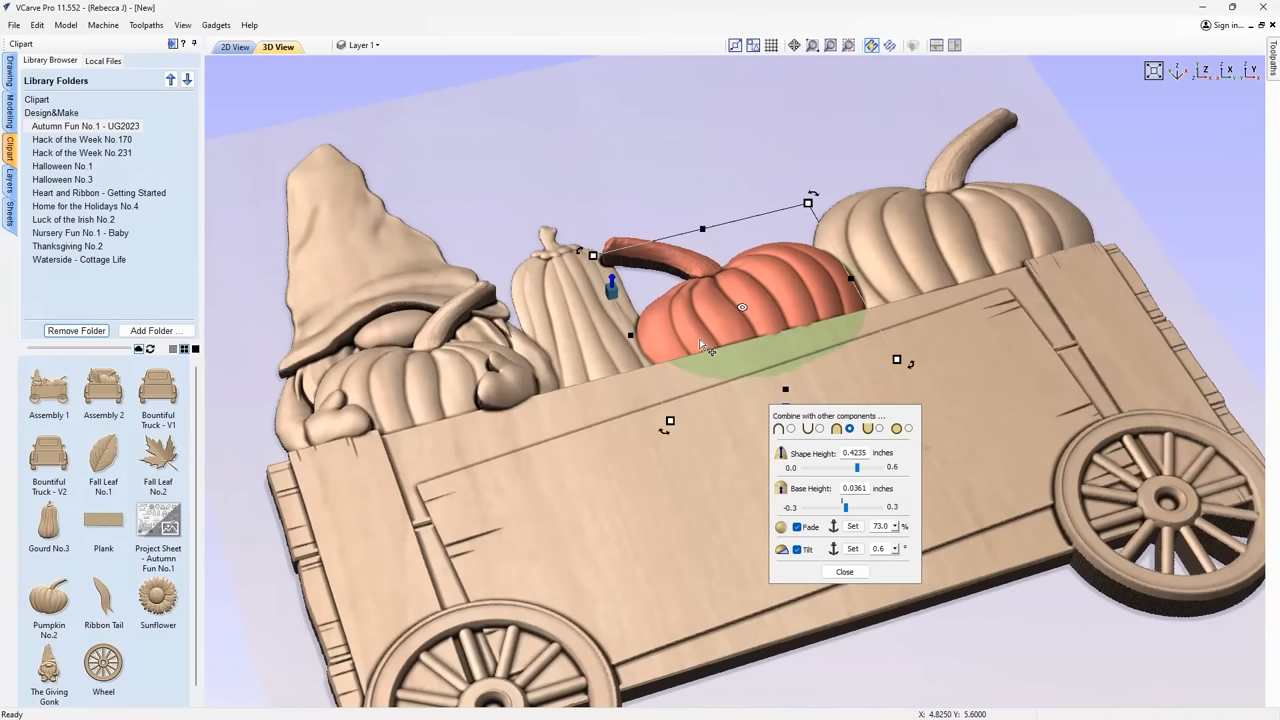 VCarve Pro 11.552 - {Rebecca J} - [New]
File Edit Model Machine Toolpaths View Gadgets Help
Sign in...
Clipart
2D View 3D View Layer 1
Library Browser Local Files
Library Folders
Clipart
Design&Make
Autumn Fun No.1 - UG2023
Hack of the Week No.170
Hack of the Week No.231
Halloween No.1
Halloween No.3
Heart and Ribbon - Getting Started
Home for the Holidays No.4
Luck of the Irish No.2
Nursery Fun No.1 - Baby
Thanksgiving No.2
Waterside - Cottage Life
Remove Folder Add Folder ...
Drawing
Modeling
Clipart
Layers
Sheets
Toolpaths
Z
X
Y
Assembly 1 Assembly 2 Bountiful
Truck - V1
Bountiful Fall Leaf Fall Leaf
Truck - V2 No.1 No.2
Gourd No.3 Plank Project Sheet
- Autumn
Fun No.1
Pumpkin Ribbon Tail Sunflower
No.2
The Giving Wheel
Gonk
Combine with other components ...
Shape Height: 0.4235 inches
0.0 0.6
Base Height: 0.0361 inches
-0.3 0.3
Fade Set 73.0 %
Tilt Set 0.6 °
Close
Ready X: 4.8250 Y: 5.6000